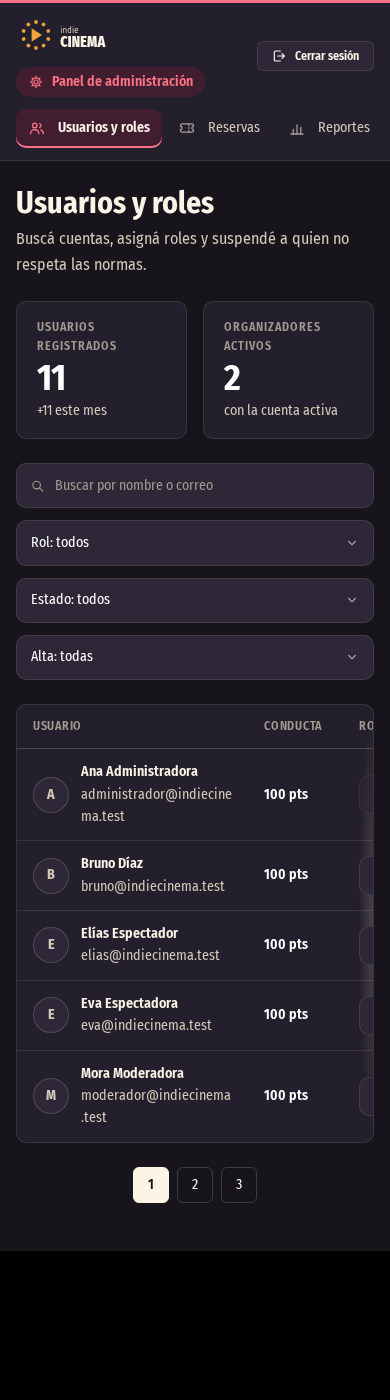 indie
CINEMA
Cerrar sesión
Panel de administración
Usuarios y roles
Reservas
Reportes
Usuarios y roles
Buscá cuentas, asigná roles y suspendé a quien no
respeta las normas.
USUARIOS
REGISTRADOS
11
+11 este mes
ORGANIZADORES
ACTIVOS
2
con la cuenta activa
Buscar por nombre o correo
Rol: todos
Estado: todos
Alta: todas
USUARIO
CONDUCTA
RO
A
Ana Administradora
administrador@indiecine
ma.test
100 pts
B
Bruno Díaz
bruno@indiecinema.test
100 pts
E
Elías Espectador
elias@indiecinema.test
100 pts
E
Eva Espectadora
eva@indiecinema.test
100 pts
M
Mora Moderadora
moderador@indiecinema
.test
100 pts
1
2
3